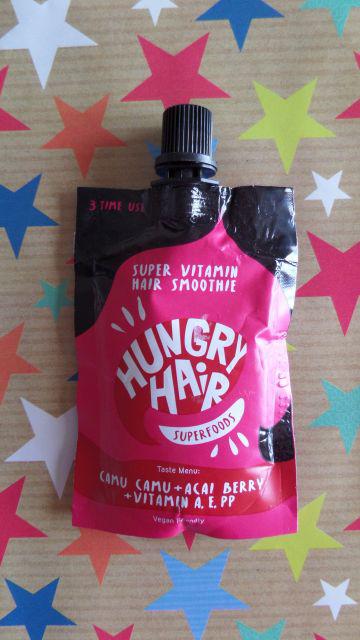 3 TIME USE
SUPER VITAMIN
HAIR SMOOTHIE
HUNGRY
HAiR
SUPERFOODS
Taste Menu:
CAMU CAMU + ACAI BERRY
+ VITAMIN A, E, PP
Vegan Friendly